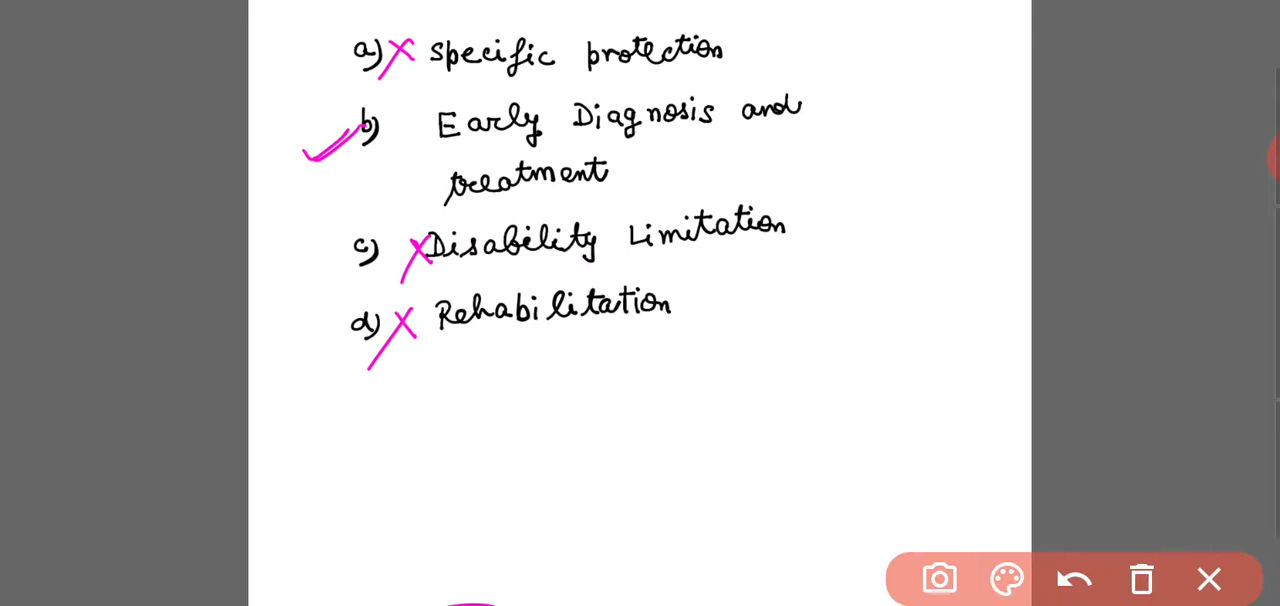 a) specific protection
b) Early Diagnosis and
treatment
c) Disability Limitation
d) Rehabilitation